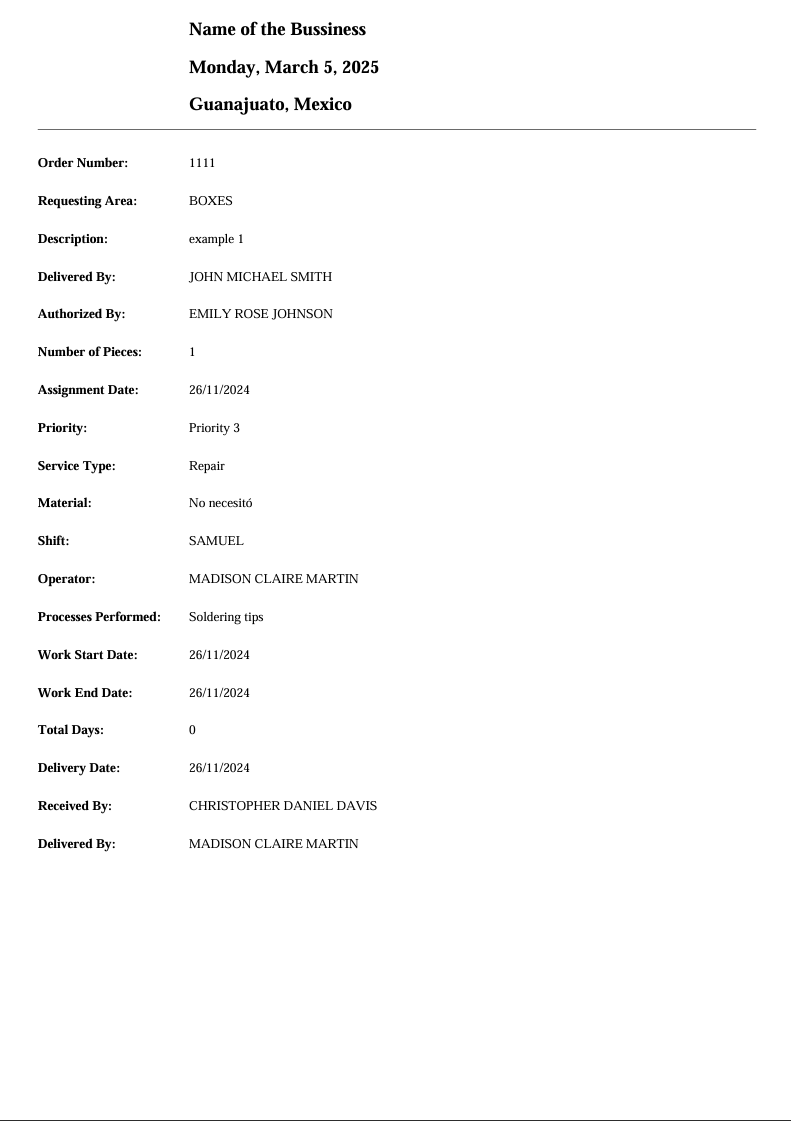 Name of the Bussiness
Monday, March 5, 2025
Guanajuato, Mexico
Order Number: 1111
Requesting Area: BOXES
Description: example 1
Delivered By: JOHN MICHAEL SMITH
Authorized By: EMILY ROSE JOHNSON
Number of Pieces: 1
Assignment Date: 26/11/2024
Priority: Priority 3
Service Type: Repair
Material: No necesitó
Shift: SAMUEL
Operator: MADISON CLAIRE MARTIN
Processes Performed: Soldering tips
Work Start Date: 26/11/2024
Work End Date: 26/11/2024
Total Days: 0
Delivery Date: 26/11/2024
Received By: CHRISTOPHER DANIEL DAVIS
Delivered By: MADISON CLAIRE MARTIN